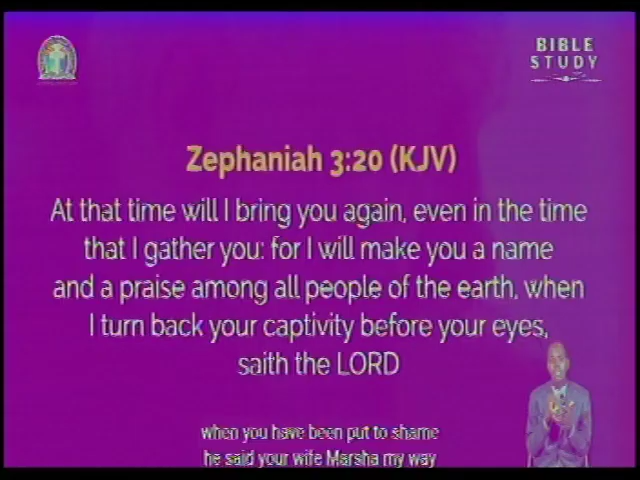 BIBLE
STUDY
Zephaniah 3:20 (KJV)
At that time will I bring you again, even in the time
that I gather you: for I will make you a name
and a praise among all people of the earth, when
I turn back your captivity before your eyes,
saith the LORD
when you have been put to shame
he said your wife Marsha my way